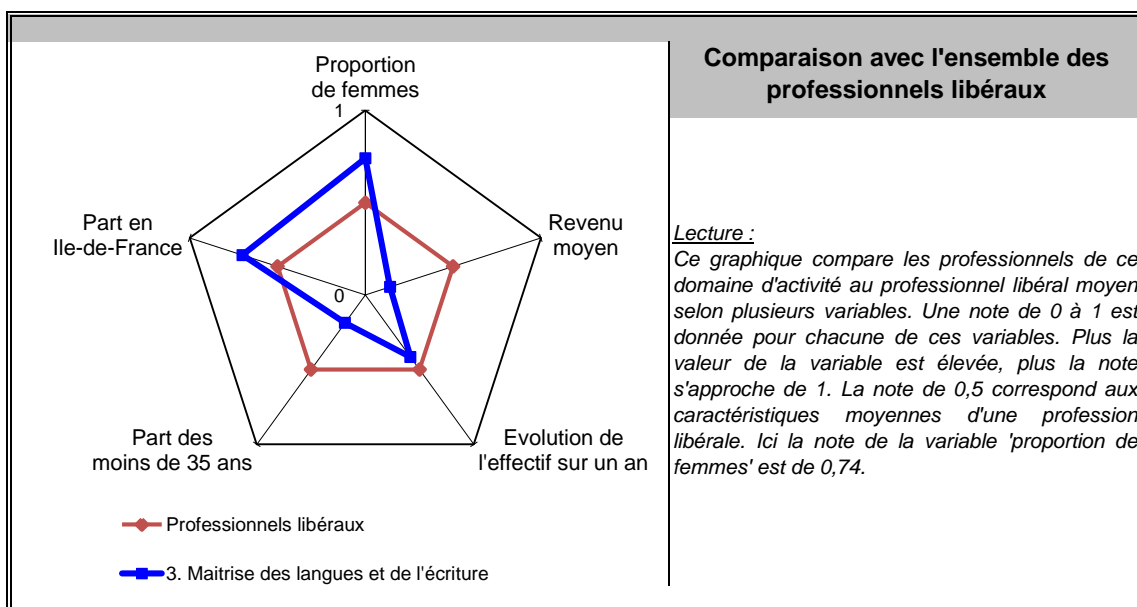 Proportion
de femmes
1
Revenu
moyen
Part en
Ile-de-France
0
Part des
moins de 35 ans
Evolution de
l'effectif sur un an
Professionnels libéraux
3. Maitrise des langues et de l'écriture
Comparaison avec l'ensemble des
professionnels libéraux
Lecture :
Ce graphique compare les professionnels de ce
domaine d'activité au professionnel libéral moyen
selon plusieurs variables. Une note de 0 à 1 est
donnée pour chacune de ces variables. Plus la
valeur de la variable est élevée, plus la note
s'approche de 1. La note de 0,5 correspond aux
caractéristiques moyennes d'une profession
libérale. Ici la note de la variable 'proportion de
femmes' est de 0,74.